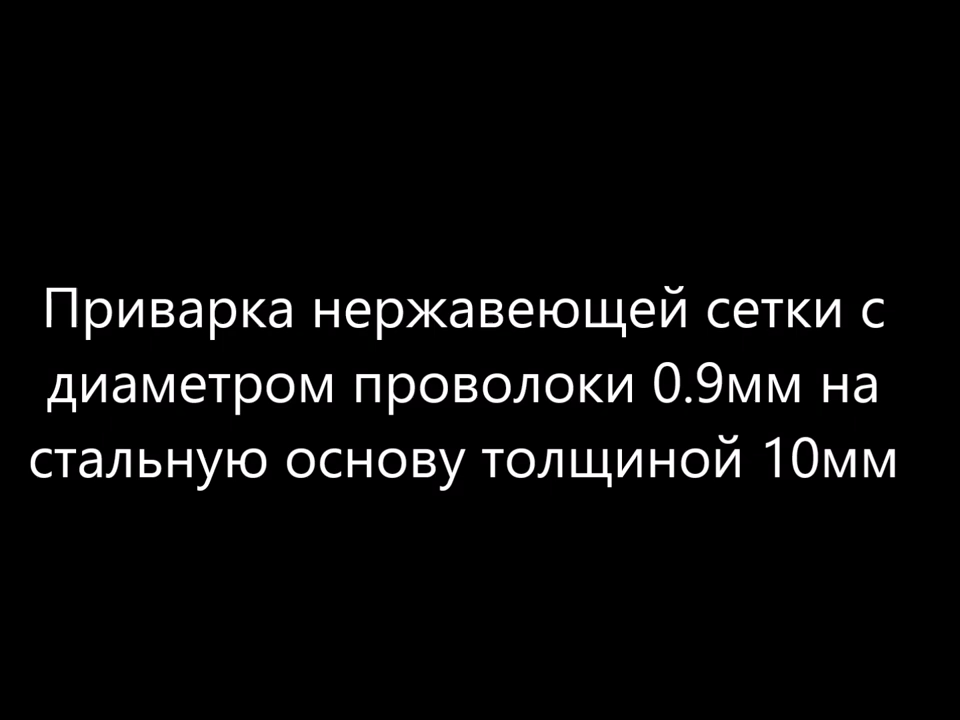 Приварка нержавеющей сетки с
диаметром проволоки 0.9мм на
стальную основу толщиной 10мм